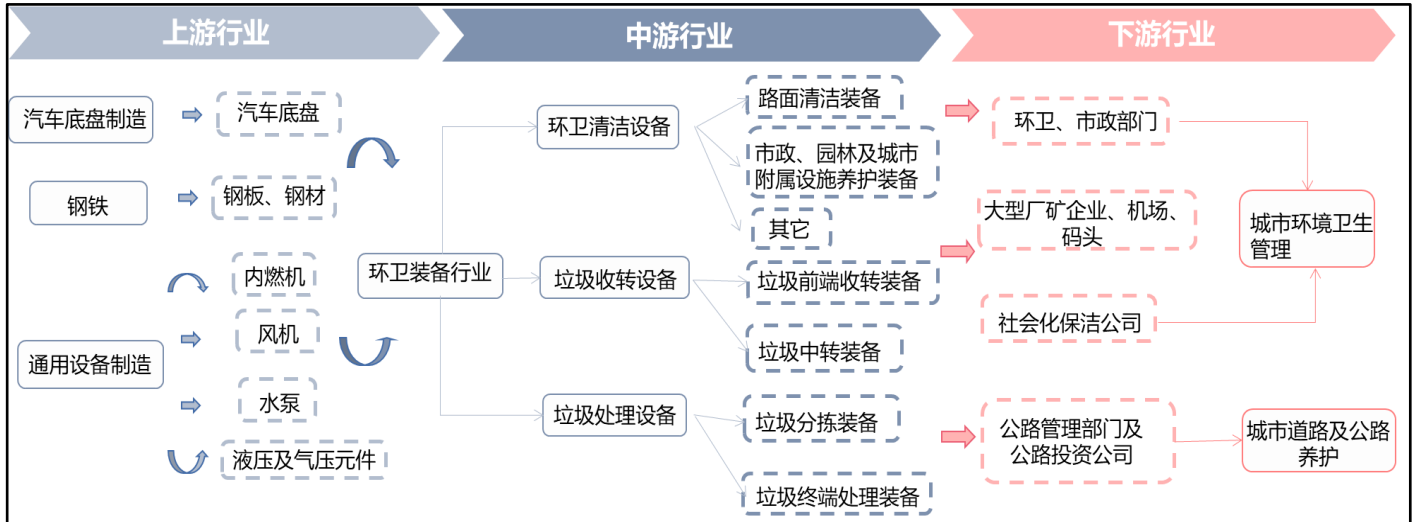 上游行业
中游行业
下游行业
汽车底盘制造
汽车底盘
钢铁
钢板、钢材
通用设备制造
内燃机
风机
水泵
液压及气压元件
环卫装备行业
环卫清洁设备
路面清洁装备
市政、园林及城市
附属设施养护装备
其它
垃圾收转设备
垃圾前端收转装备
垃圾中转装备
垃圾处理设备
垃圾分拣装备
垃圾终端处理装备
环卫、市政部门
大型厂矿企业、机场、
码头
社会化保洁公司
城市环境卫生
管理
公路管理部门及
公路投资公司
城市道路及公路
养护